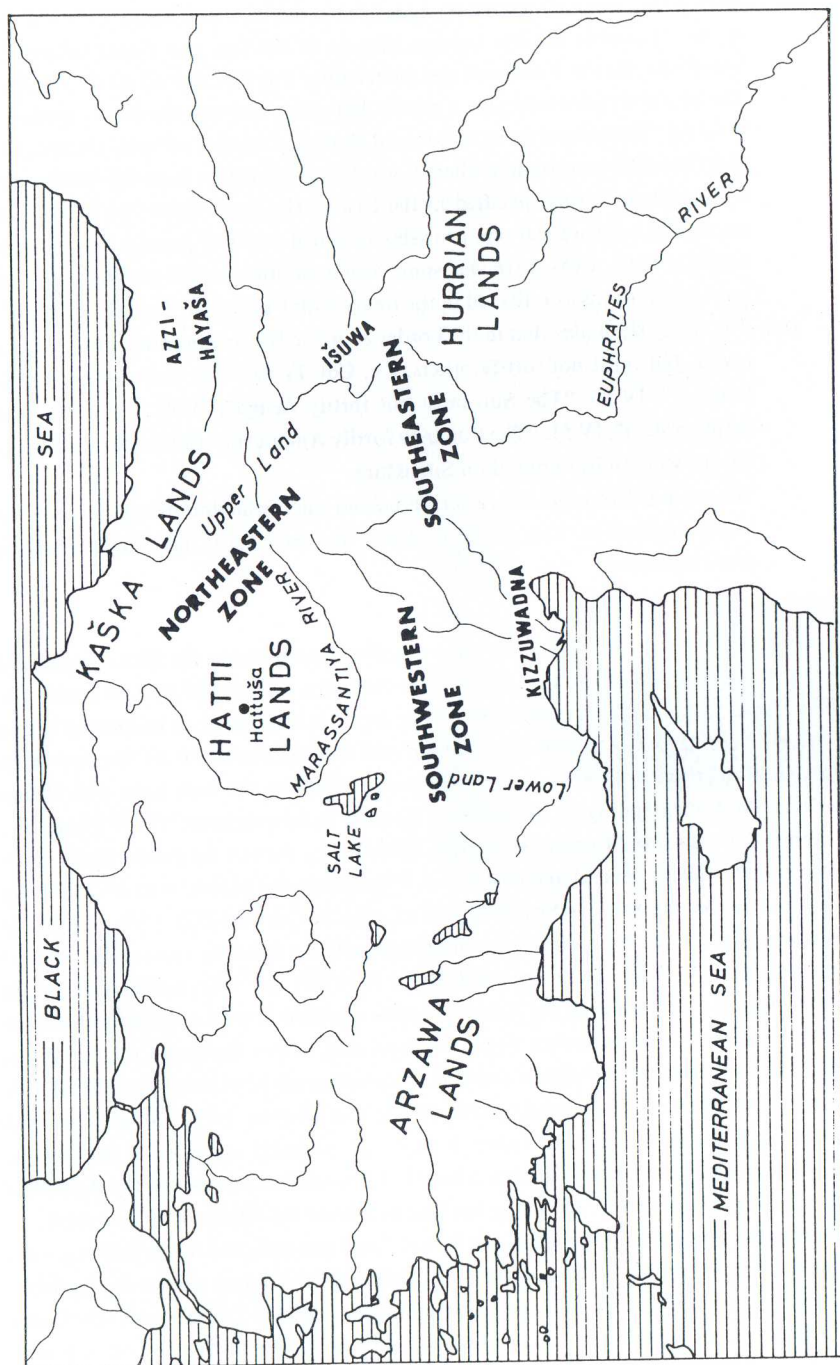 BLACK
SEA
KAŠKA
LANDS
AZZI –
HAYAŠA
Upper Land
NORTHEASTERN
ZONE
HATTI
Hattuša
LANDS
MARASSANTIYA RIVER
IŠUWA
HURRIAN
LANDS
SALT
LAKE
SOUTHWESTERN
ZONE
SOUTHEASTERN
ZONE
EUPHRATES RIVER
Lower Land
KIZZUWADNA
ARZAWA
LANDS
MEDITERRANEAN SEA